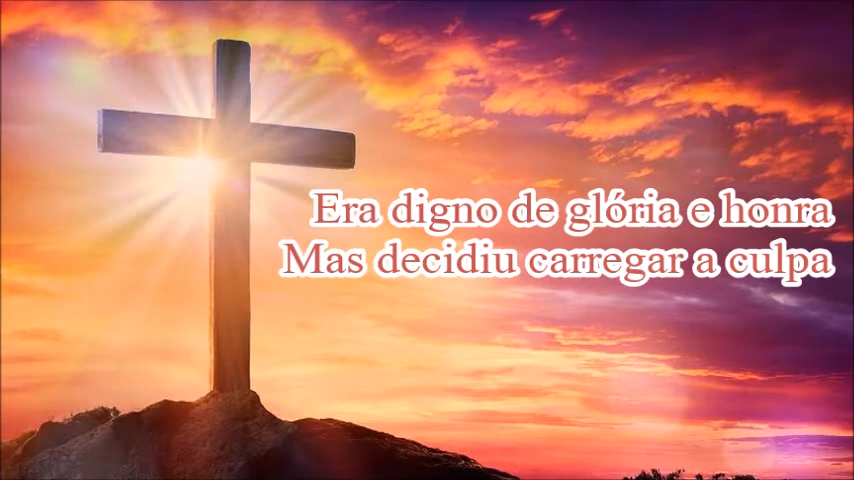 Era digno de glória e honra
Mas decidiu carregar a culpa